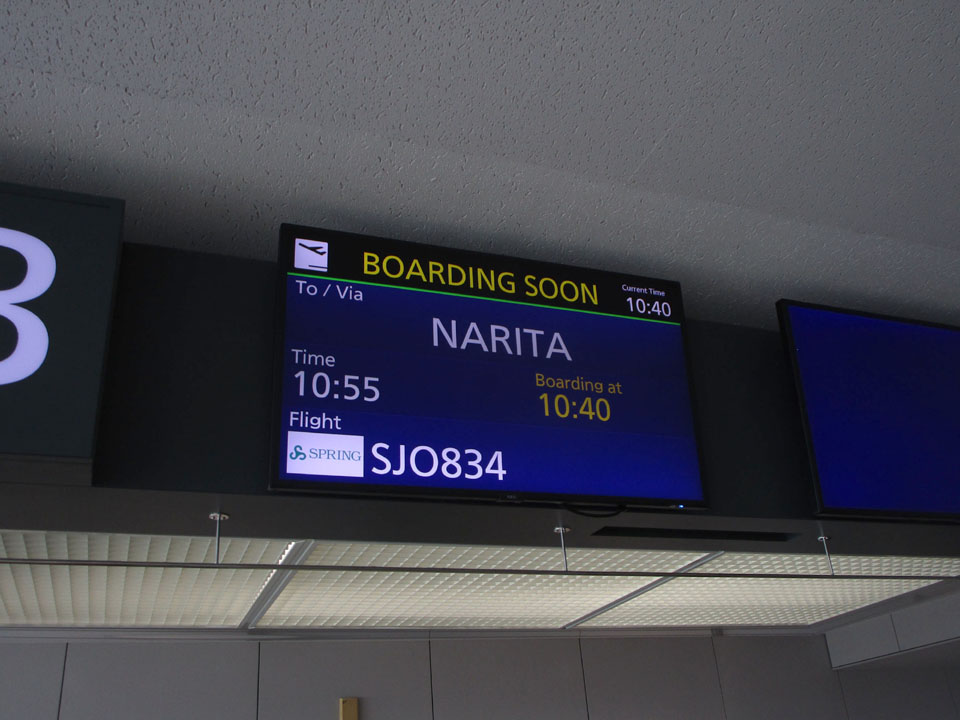 BOARDING SOON
Current Time
10:40
To / Via
NARITA
Time
10:55
Boarding at
10:40
Flight
SPRING SJO834